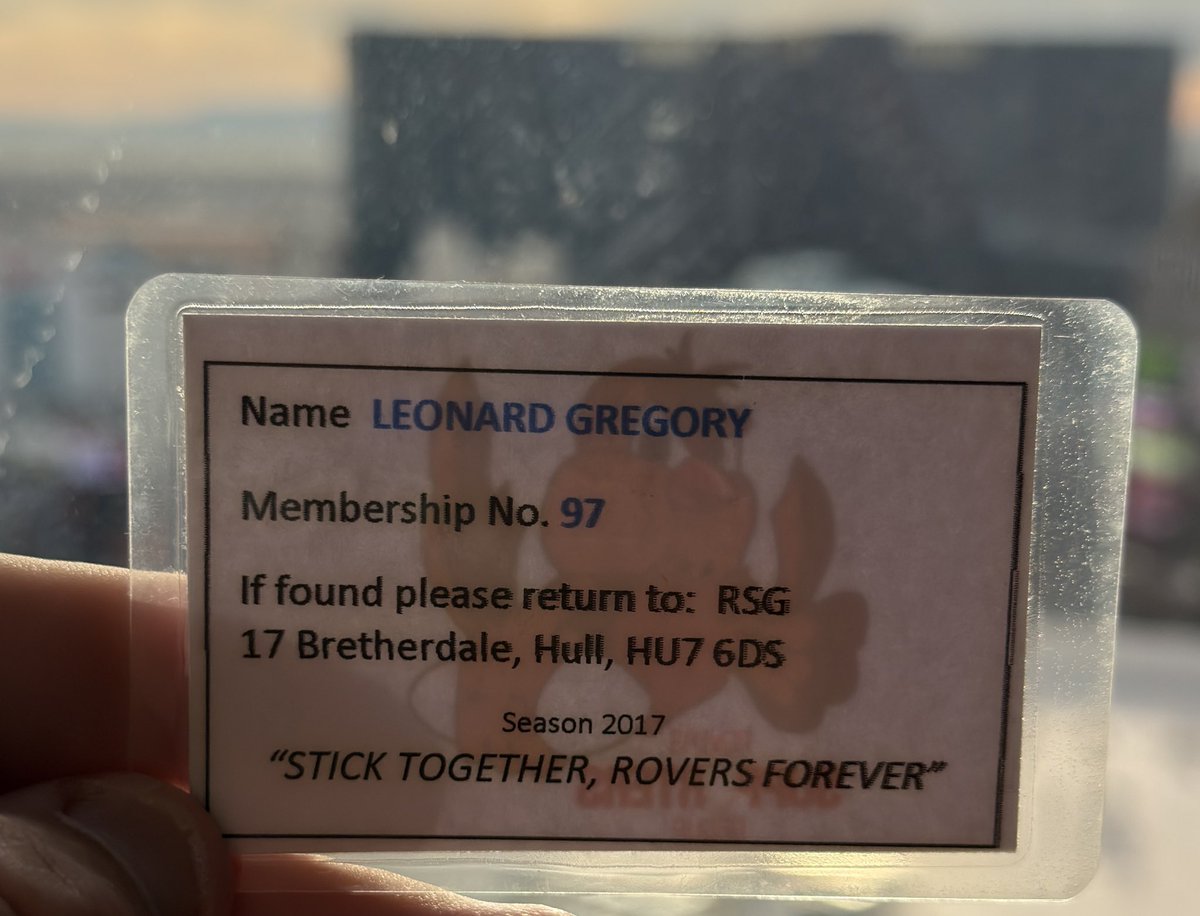 Name LEONARD GREGORY
Membership No. 97
If found please return to: RSG
17 Bretherdale, Hull, HU7 6DS
Season 2017
“STICK TOGETHER, ROVERS FOREVER”